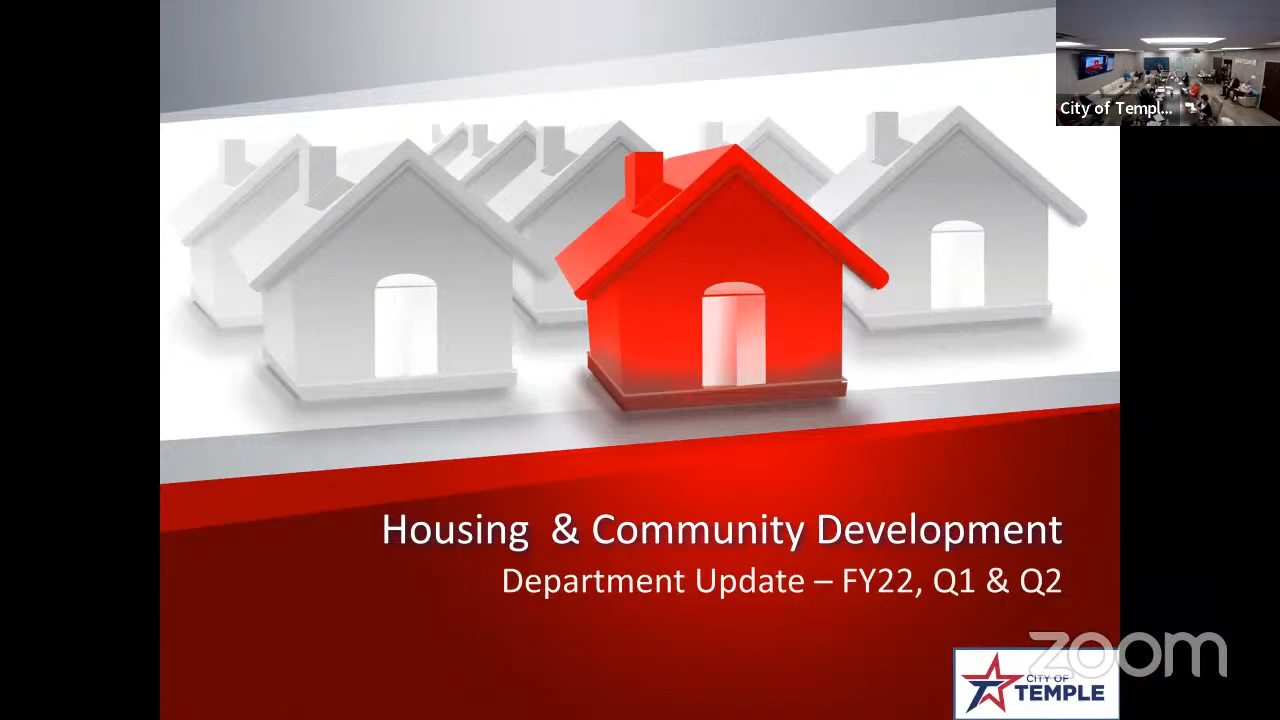 City of Templ...
Housing & Community Development
Department Update – FY22, Q1 & Q2
zoom
CITY OF
TEMPLE